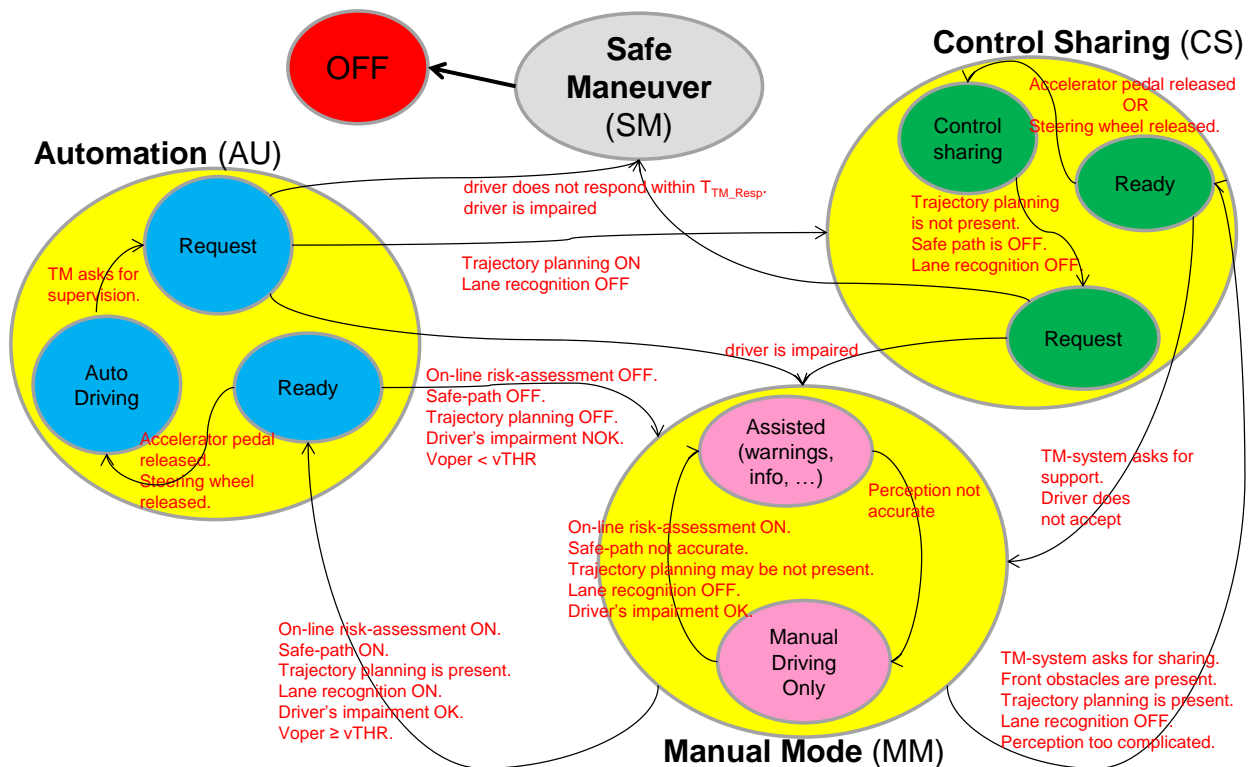 OFF
Safe
Maneuver
(SM)
Control Sharing (CS)
Accelerator pedal released
OR
Steering wheel released.
Control
sharing
Ready
Trajectory planning
is not present.
Safe path is OFF.
Lane recognition OFF
Request
Automation (AU)
Request
TM asks for
supervision.
Auto
Driving
Ready
Accelerator pedal
released.
Steering wheel
released.
driver does not respond within TTM_Resp.
driver is impaired
Trajectory planning ON
Lane recognition OFF
driver is impaired
On-line risk-assessment OFF.
Safe-path OFF.
Trajectory planning OFF.
Driver's impairment NOK.
Voper < vTHR
Assisted
(warnings,
info, …)
Perception not
accurate
On-line risk-assessment ON.
Safe-path not accurate.
Trajectory planning may be not present.
Lane recognition OFF.
Driver's impairment OK.
Manual
Driving
Only
TM-system asks for
support.
Driver does
not accept
On-line risk-assessment ON.
Safe-path ON.
Trajectory planning is present.
Lane recognition ON.
Driver's impairment OK.
Voper ≥ vTHR.
TM-system asks for sharing.
Front obstacles are present.
Trajectory planning is present.
Lane recognition OFF.
Perception too complicated.
Manual Mode (MM)